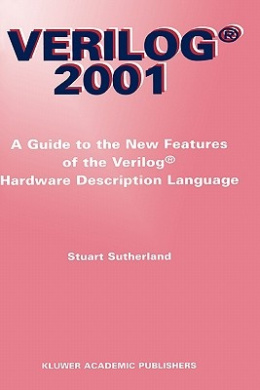 VERILOG®
2001
A Guide to the New Features
of the Verilog®
Hardware Description Language
Stuart Sutherland
KLUWER ACADEMIC PUBLISHERS